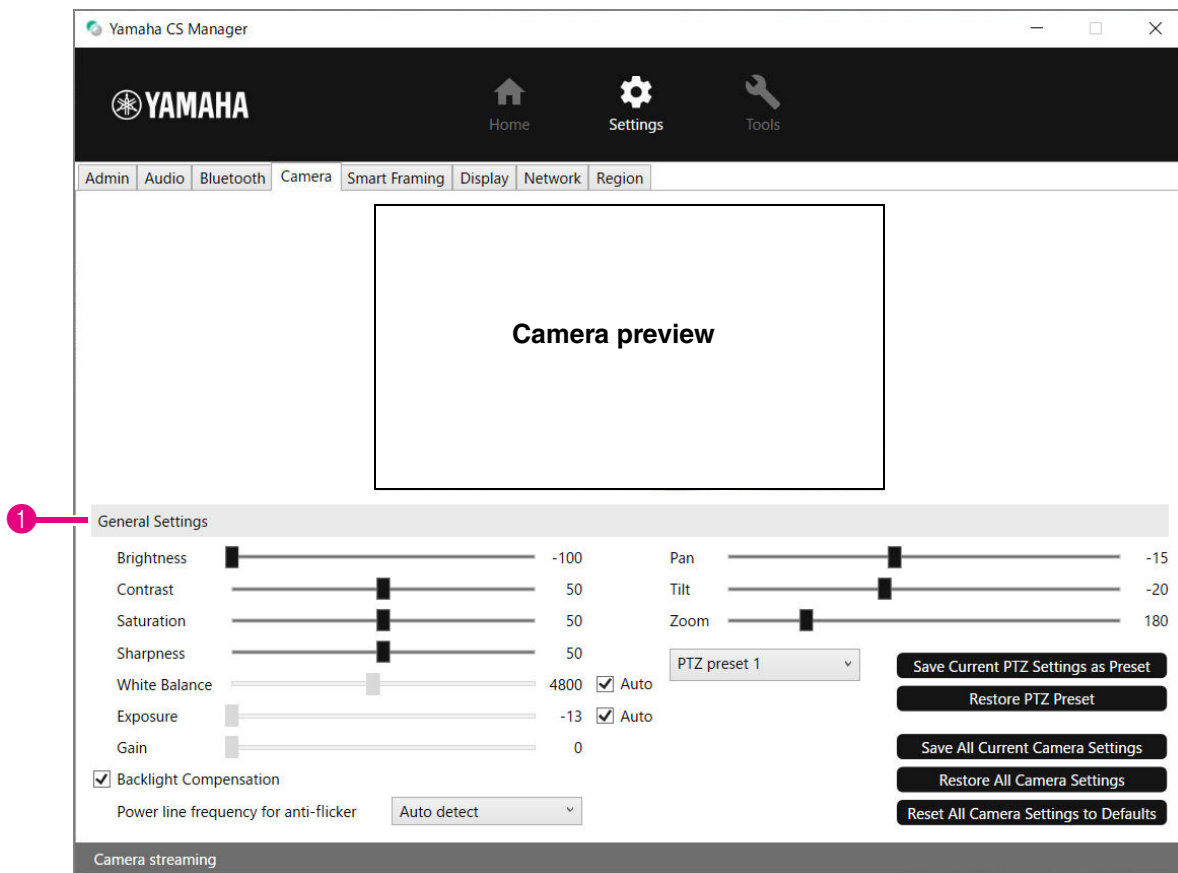 Yamaha CS Manager
YAMAHA
Home
Settings
Tools
Admin Audio Bluetooth Camera Smart Framing Display Network Region
Camera preview
1
General Settings
Brightness -100
Contrast 50
Saturation 50
Sharpness 50
White Balance 4800 Auto
Exposure -13 Auto
Gain 0
Backlight Compensation
Power line frequency for anti-flicker Auto detect
Pan -15
Tilt -20
Zoom 180
PTZ preset 1
Save Current PTZ Settings as Preset
Restore PTZ Preset
Save All Current Camera Settings
Restore All Camera Settings
Reset All Camera Settings to Defaults
Camera streaming